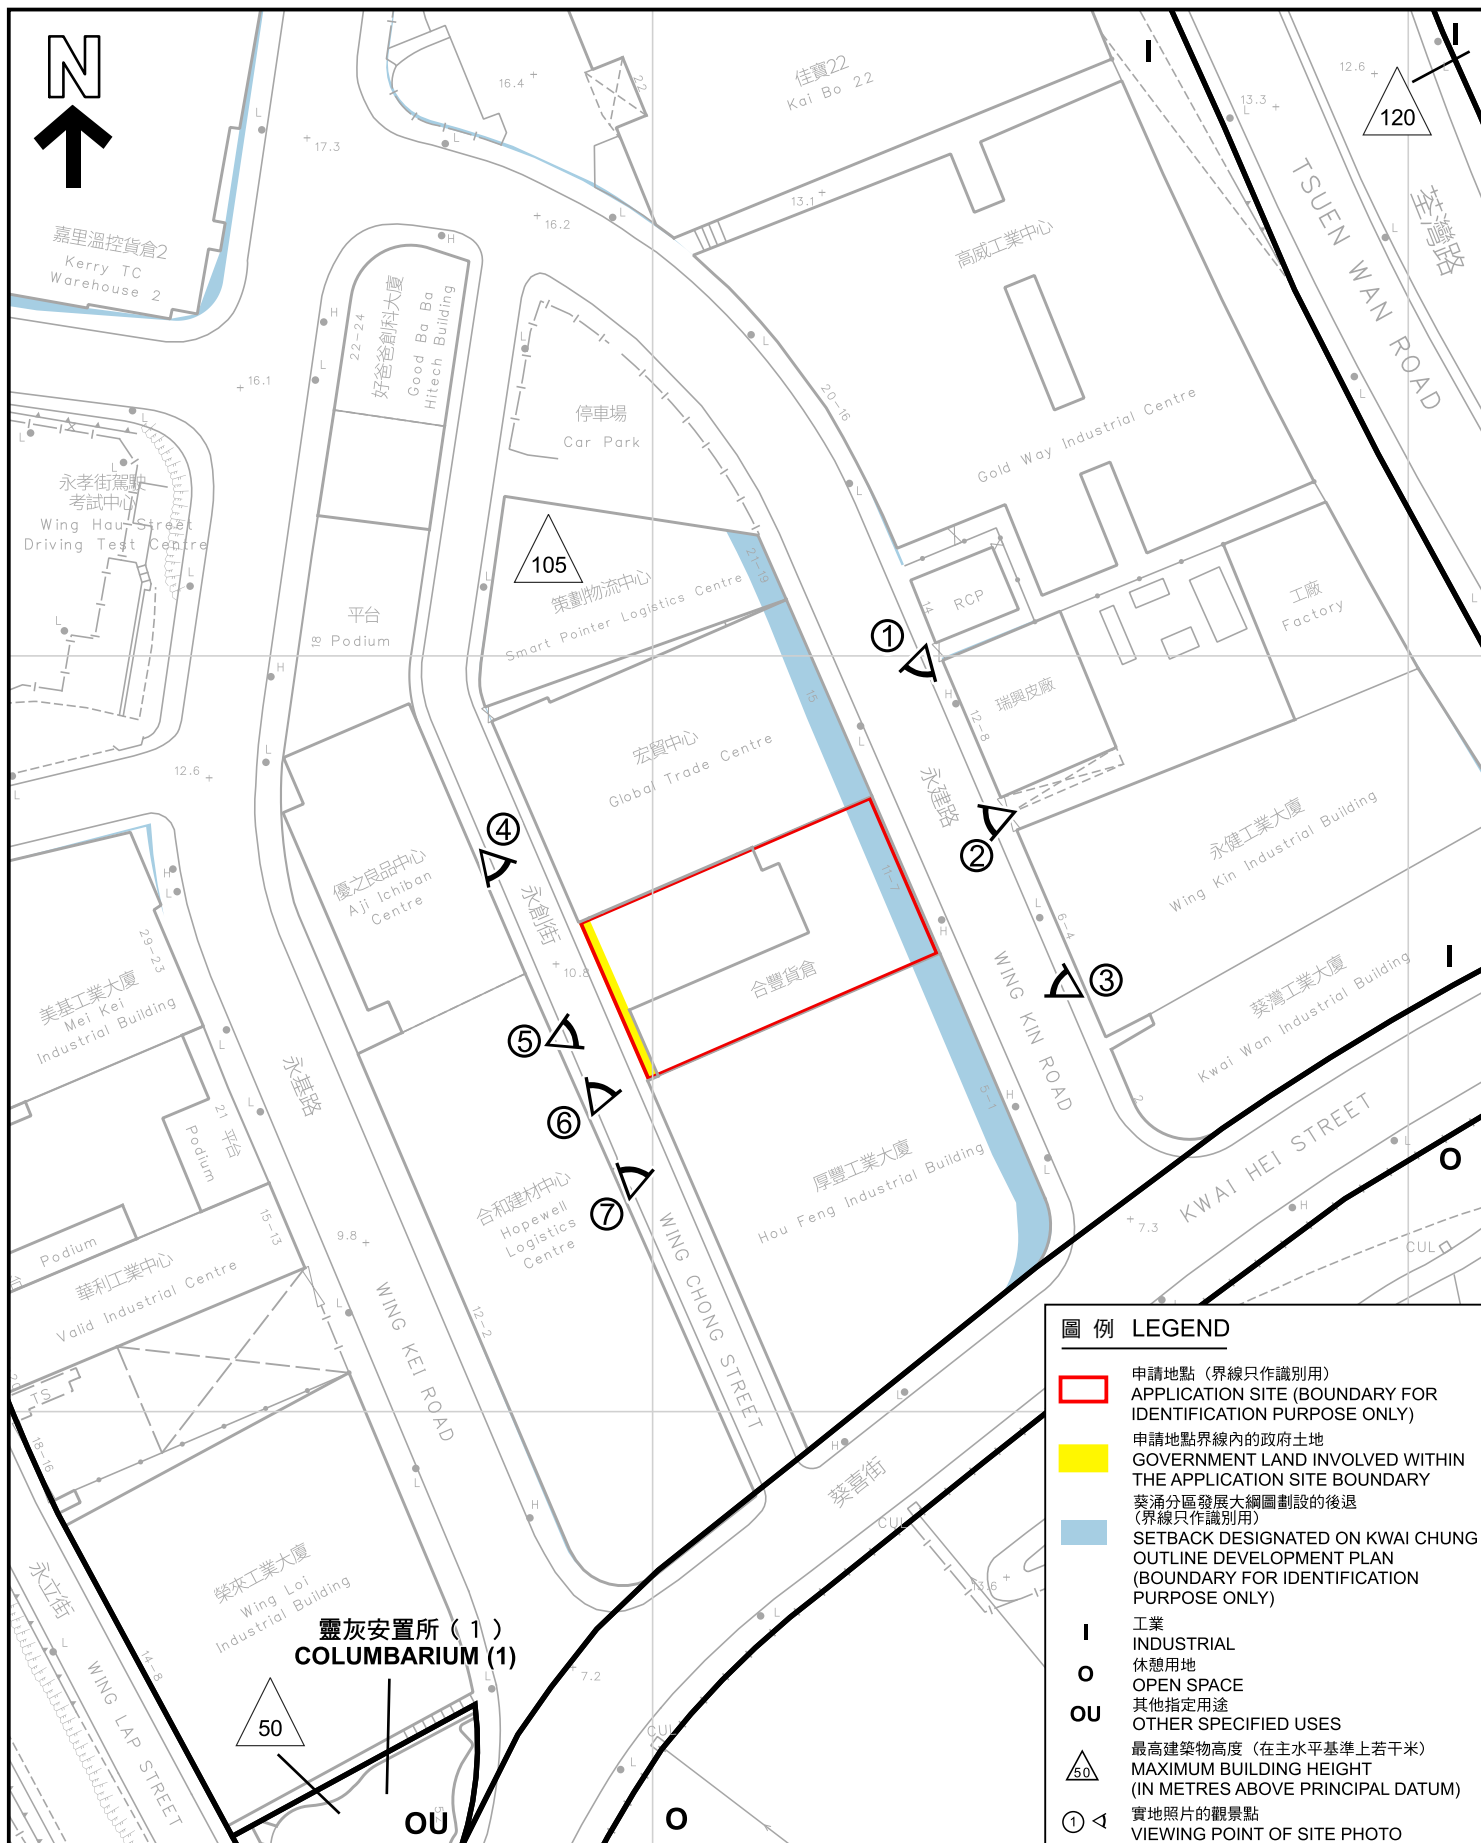 N
16.4
22
佳寶22
Kai Bo 22
I
I
12.6
120
13.3
L
L
17.3
L
16.2
L
13.1
TSUEN WAN ROAD
荃灣路
嘉里溫控貨倉2
Kerry TC
Warehouse 2
高威工業中心
Gold Way Industrial Centre
20-16
22-24
好爸爸創科大廈
Good Ba Ba
Hitech Building
16.1
停車場
Car Park
永孝街駕駛
考試中心
Wing Hau Street
Driving Test Centre
105
21-19
策劃物流中心
Smart Pointer Logistics Centre
平台
18 Podium
14
RCP
工廠
Factory
①
瑞興皮廠
12-8
15
宏貿中心
Global Trade Centre
12.6
永建路
②
永健工業大廈
Wing Kin Industrial Building
④
優之良品中心
Aji Ichiban
Centre
永創街
11-7
6-4
29-23
10.8
合豐貨倉
WING KIN ROAD
③
葵灣工業大廈
Kwai Wan Industrial Building
I
美基工業大廈
Mei Kei
Industrial Building
⑤
永基路
21 平台
Podium
⑥
5-1
2
KWAI HEI STREET
O
厚豐工業大廈
Hou Feng Industrial Building
合和建材中心
Hopewell
Logistics
Centre
⑦
7.3
CUL
15-13
9.8
Podium
華利工業中心
Valid Industrial Centre
WING CHONG STREET
WING KEI ROAD
12-2
TS
18-16
葵喜街
CUL
13.6
永立街
榮來工業大廈
Wing Loi
Industrial Building
靈灰安置所（1）
COLUMBARIUM (1)
14-8
WING LAP STREET
50
7.2
CUL
OU
O
圖例 LEGEND
申請地點（界線只作識別用）
APPLICATION SITE (BOUNDARY FOR
IDENTIFICATION PURPOSE ONLY)
申請地點界線內的政府土地
GOVERNMENT LAND INVOLVED WITHIN
THE APPLICATION SITE BOUNDARY
葵涌分區發展大綱圖劃設的後退
（界線只作識別用）
SETBACK DESIGNATED ON KWAI CHUNG
OUTLINE DEVELOPMENT PLAN
(BOUNDARY FOR IDENTIFICATION
PURPOSE ONLY)
I
工業
INDUSTRIAL
O
休憩用地
OPEN SPACE
OU
其他指定用途
OTHER SPECIFIED USES
50
最高建築物高度（在主水平基準上若干米）
MAXIMUM BUILDING HEIGHT
(IN METRES ABOVE PRINCIPAL DATUM)
①
實地照片的觀景點
VIEWING POINT OF SITE PHOTO